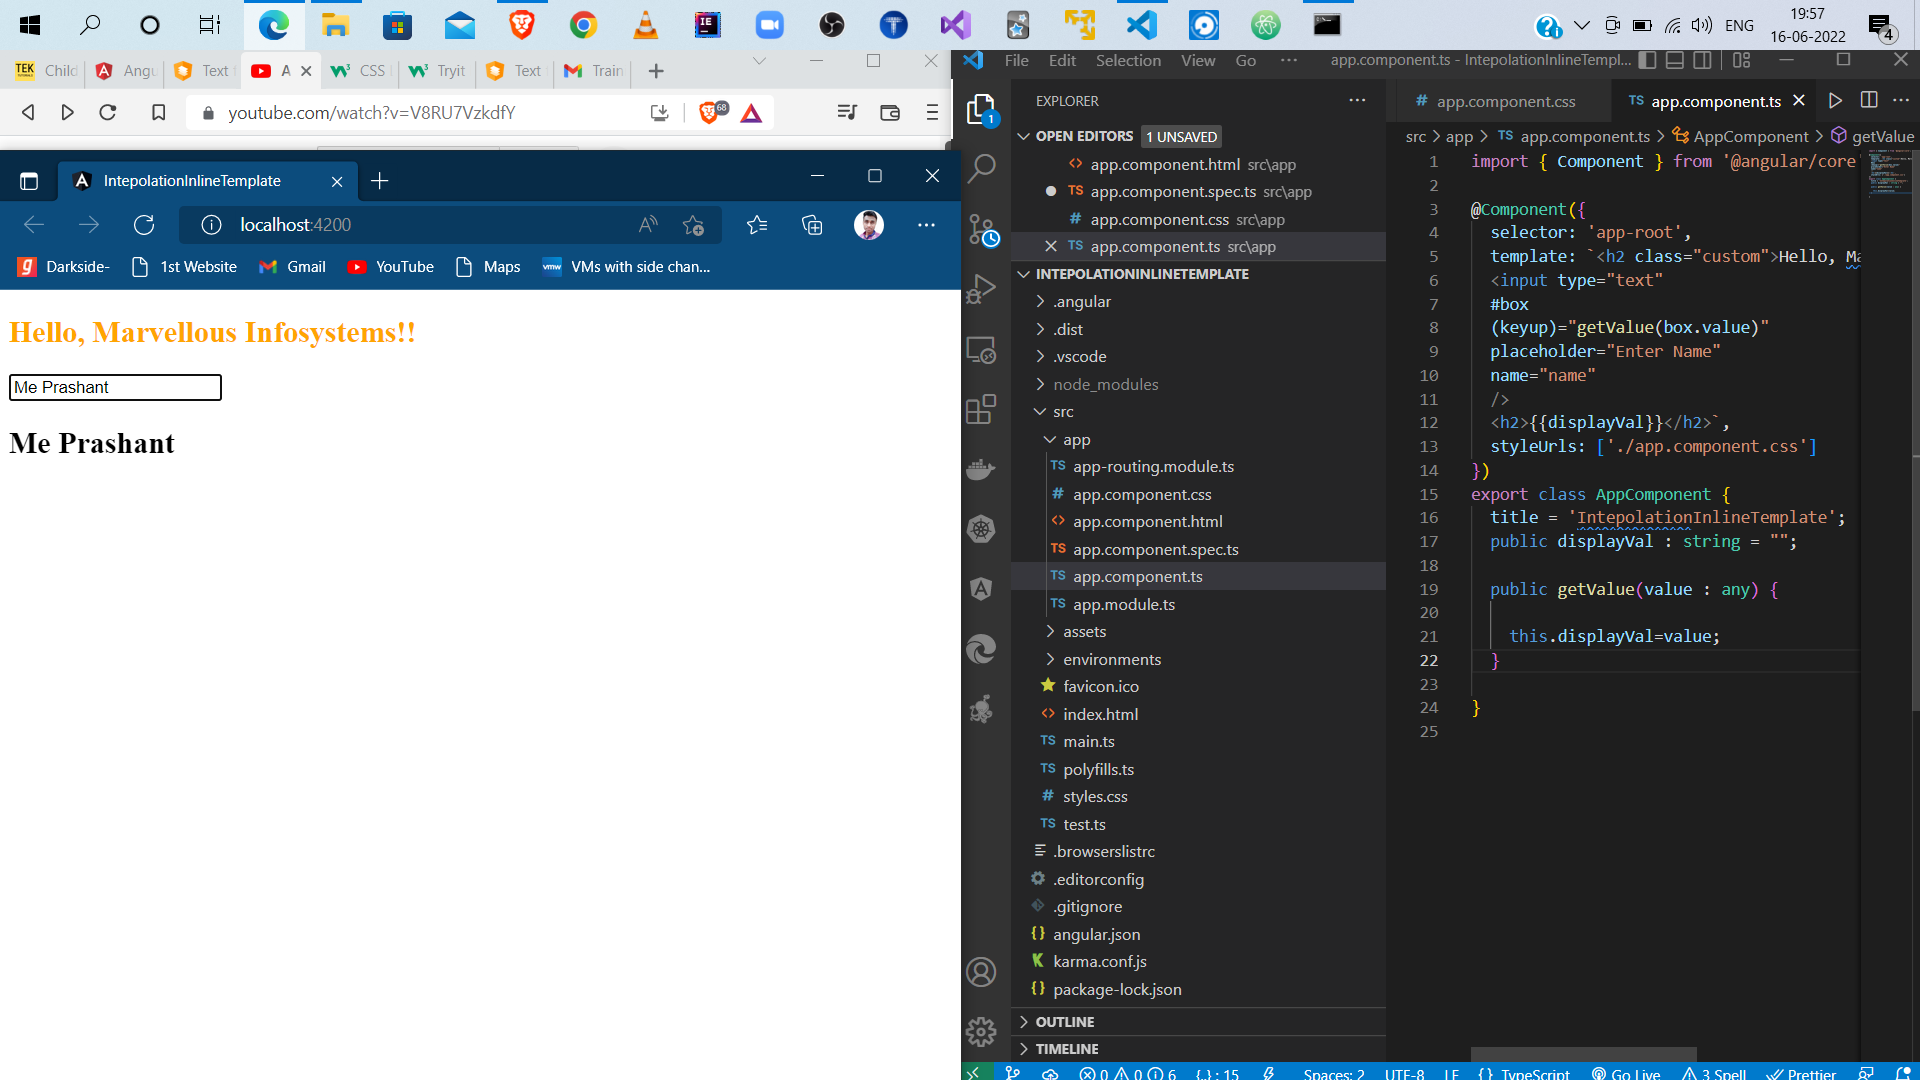 19:57
ENG
16-06-2022
4
Child
Angu
Text
A
CSS
Tryit
Text
Train
youtube.com/watch?v=V8RU7VzkdfY
68
IntepolationInlineTemplate
localhost:4200
Darkside-
1st Website
Gmail
YouTube
Maps
VMs with side chan...
Hello, Marvellous Infosystems!!
Me Prashant
Me Prashant
File Edit Selection View Go ··· app.component.ts - IntepolationInlineTempl...
EXPLORER
1
OPEN EDITORS 1 UNSAVED
app.component.html src\app
app.component.spec.ts src\app
app.component.css src\app
app.component.ts src\app
INTEPOLATIONINLINETEMPLATE
.angular
.dist
.vscode
node_modules
src
app
app-routing.module.ts
app.component.css
app.component.html
app.component.spec.ts
app.component.ts
app.module.ts
assets
environments
favicon.ico
index.html
main.ts
polyfills.ts
styles.css
test.ts
.browserslistrc
.editorconfig
.gitignore
angular.json
karma.conf.js
package-lock.json
OUTLINE
TIMELINE
# app.component.css
TS app.component.ts
src > app > TS app.component.ts > AppComponent > getValue
1 import { Component } from '@angular/core'
2
3 @Component({
4 selector: 'app-root',
5 template: `<h2 class="custom">Hello, Ma
6 <input type="text"
7 #box
8 (keyup)="getValue(box.value)"
9 placeholder="Enter Name"
10 name="name"
11 />
12 <h2>{{displayVal}}</h2>`,
13 styleUrls: ['./app.component.css']
14 })
15 export class AppComponent {
16 title = 'IntepolationInlineTemplate';
17 public displayVal : string = "";
18
19 public getValue(value : any) {
20
21 this.displayVal=value;
22 }
23
24 }
25
0 0 6 {..} : 15 Spaces: 2 UTF-8 LF {} TypeScript Go Live 3 Spell Prettier